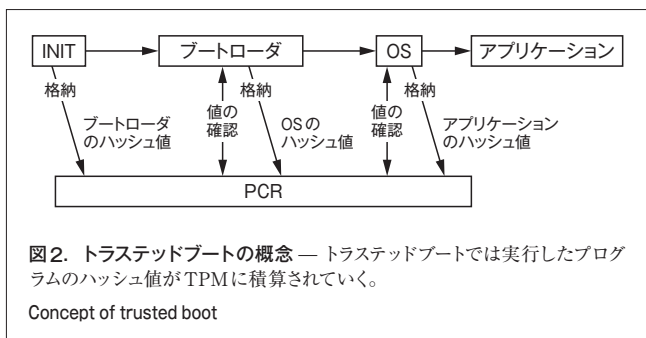 INIT
ブートローダ
OS
アプリケーション
格納
値の
確認
格納
値の
確認
格納
ブートローダ
のハッシュ値
OSの
ハッシュ値
アプリケーション
のハッシュ値
PCR
図2. トラステッドブートの概念 — トラステッドブートでは実行したプログ
ラムのハッシュ値がTPMに積算されていく。
Concept of trusted boot